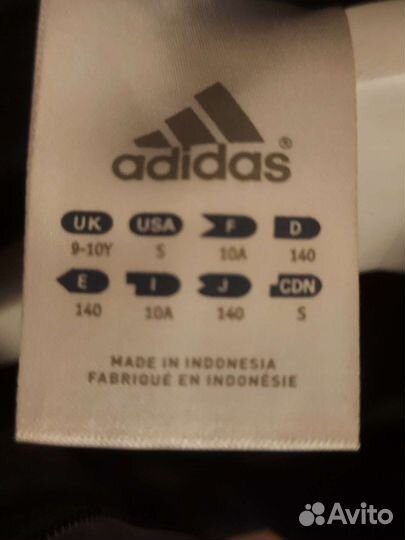 adidas®
UK USA F D
9-10Y S 10A 140
E I J CDN
140 10A 140 S
MADE IN INDONESIA
FABRIQUÉ EN INDONÉSIE
Avito